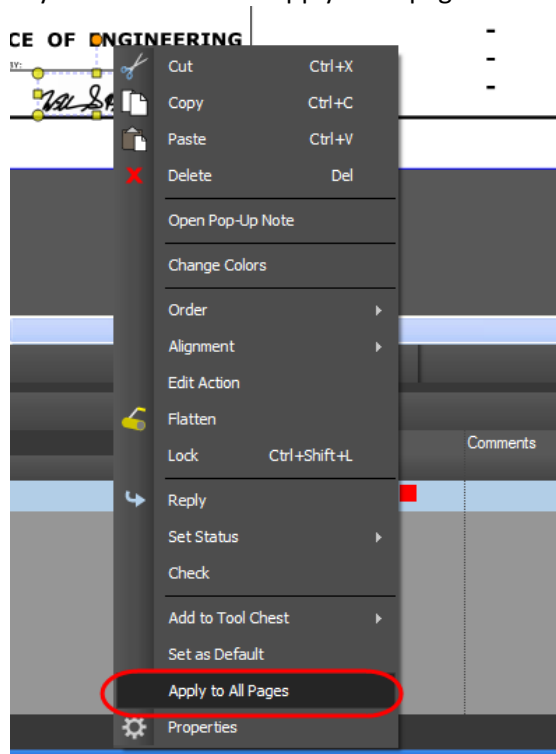 CE OF ENGINEERING
BY:
Cut Ctrl+X
Copy Ctrl+C
Paste Ctrl+V
Delete Del
Open Pop-Up Note
Change Colors
Order
Alignment
Edit Action
Flatten
Lock Ctrl+Shift+L
Comments
Reply
Set Status
Check
Add to Tool Chest
Set as Default
Apply to All Pages
Properties